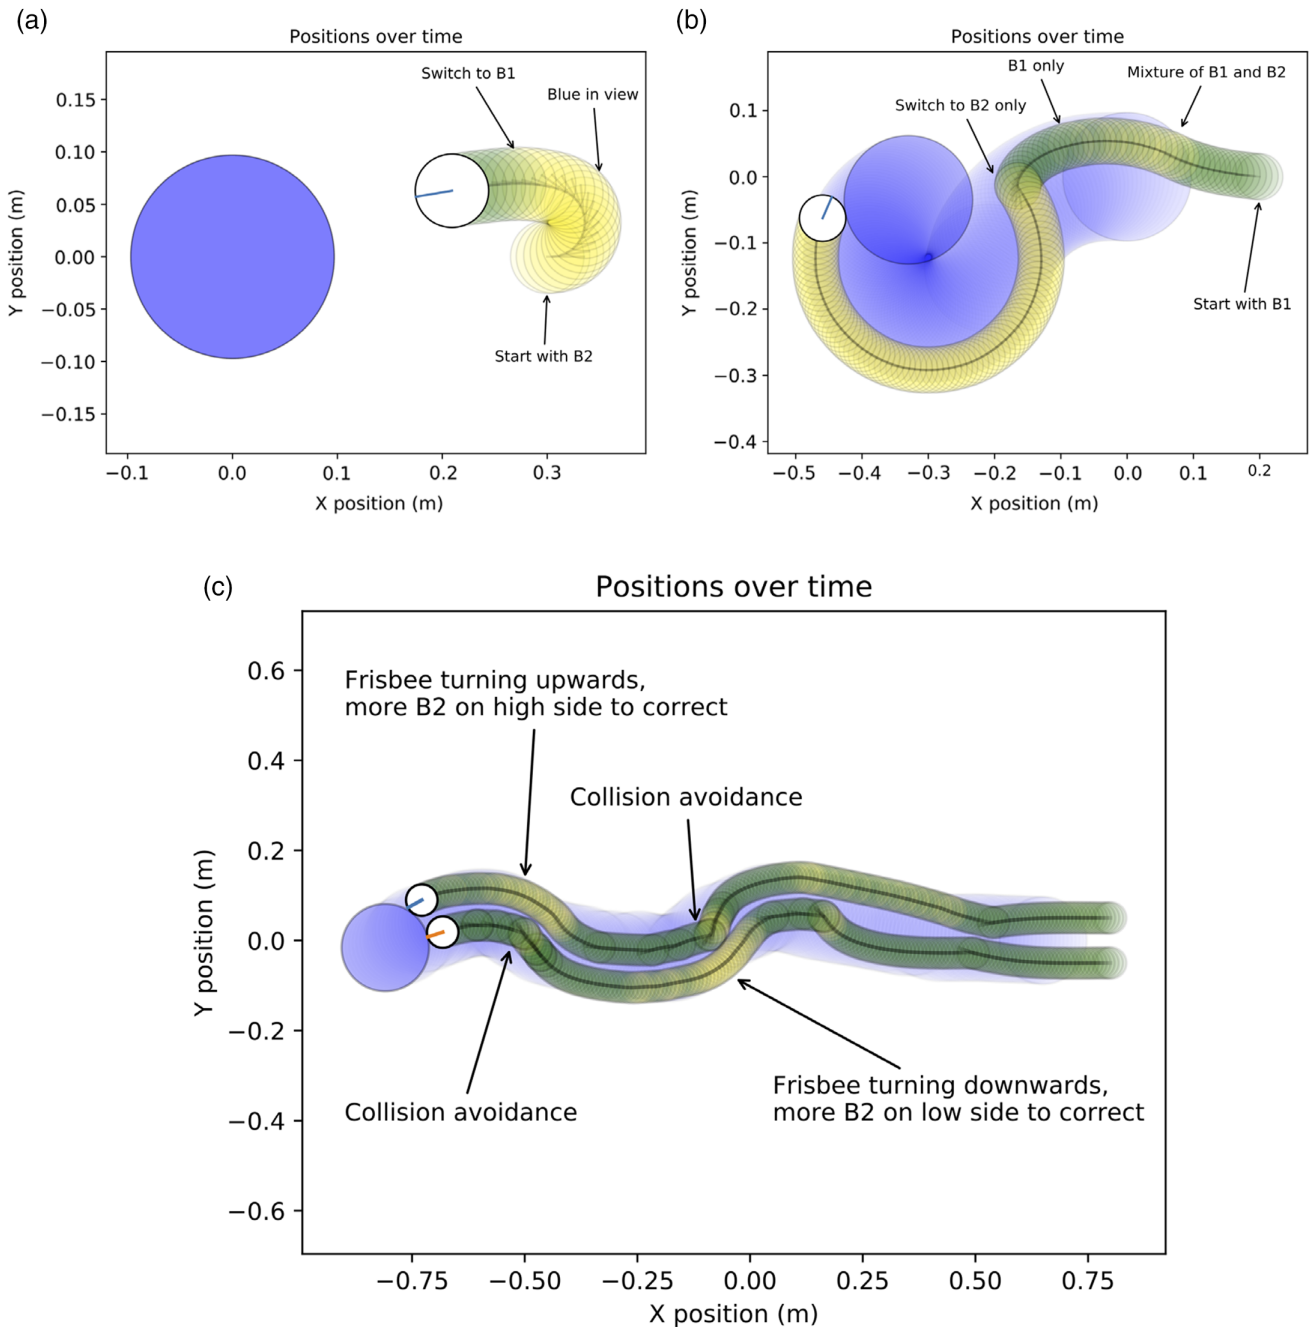 (a)
Positions over time
Switch to B1
Blue in view
Start with B2
0.15
0.10
0.05
0.00
−0.05
−0.10
−0.15
Y position (m)
−0.1
0.0
0.1
0.2
0.3
X position (m)
(b)
Positions over time
B1 only
Mixture of B1 and B2
Switch to B2 only
Start with B1
0.1
0.0
−0.1
−0.2
−0.3
−0.4
Y position (m)
−0.5
−0.4
−0.3
−0.2
−0.1
0.0
0.1
0.2
X position (m)
(c)
Positions over time
Frisbee turning upwards,
more B2 on high side to correct
Collision avoidance
Collision avoidance
Frisbee turning downwards,
more B2 on low side to correct
0.6
0.4
0.2
0.0
−0.2
−0.4
−0.6
Y position (m)
−0.75
−0.50
−0.25
0.00
0.25
0.50
0.75
X position (m)